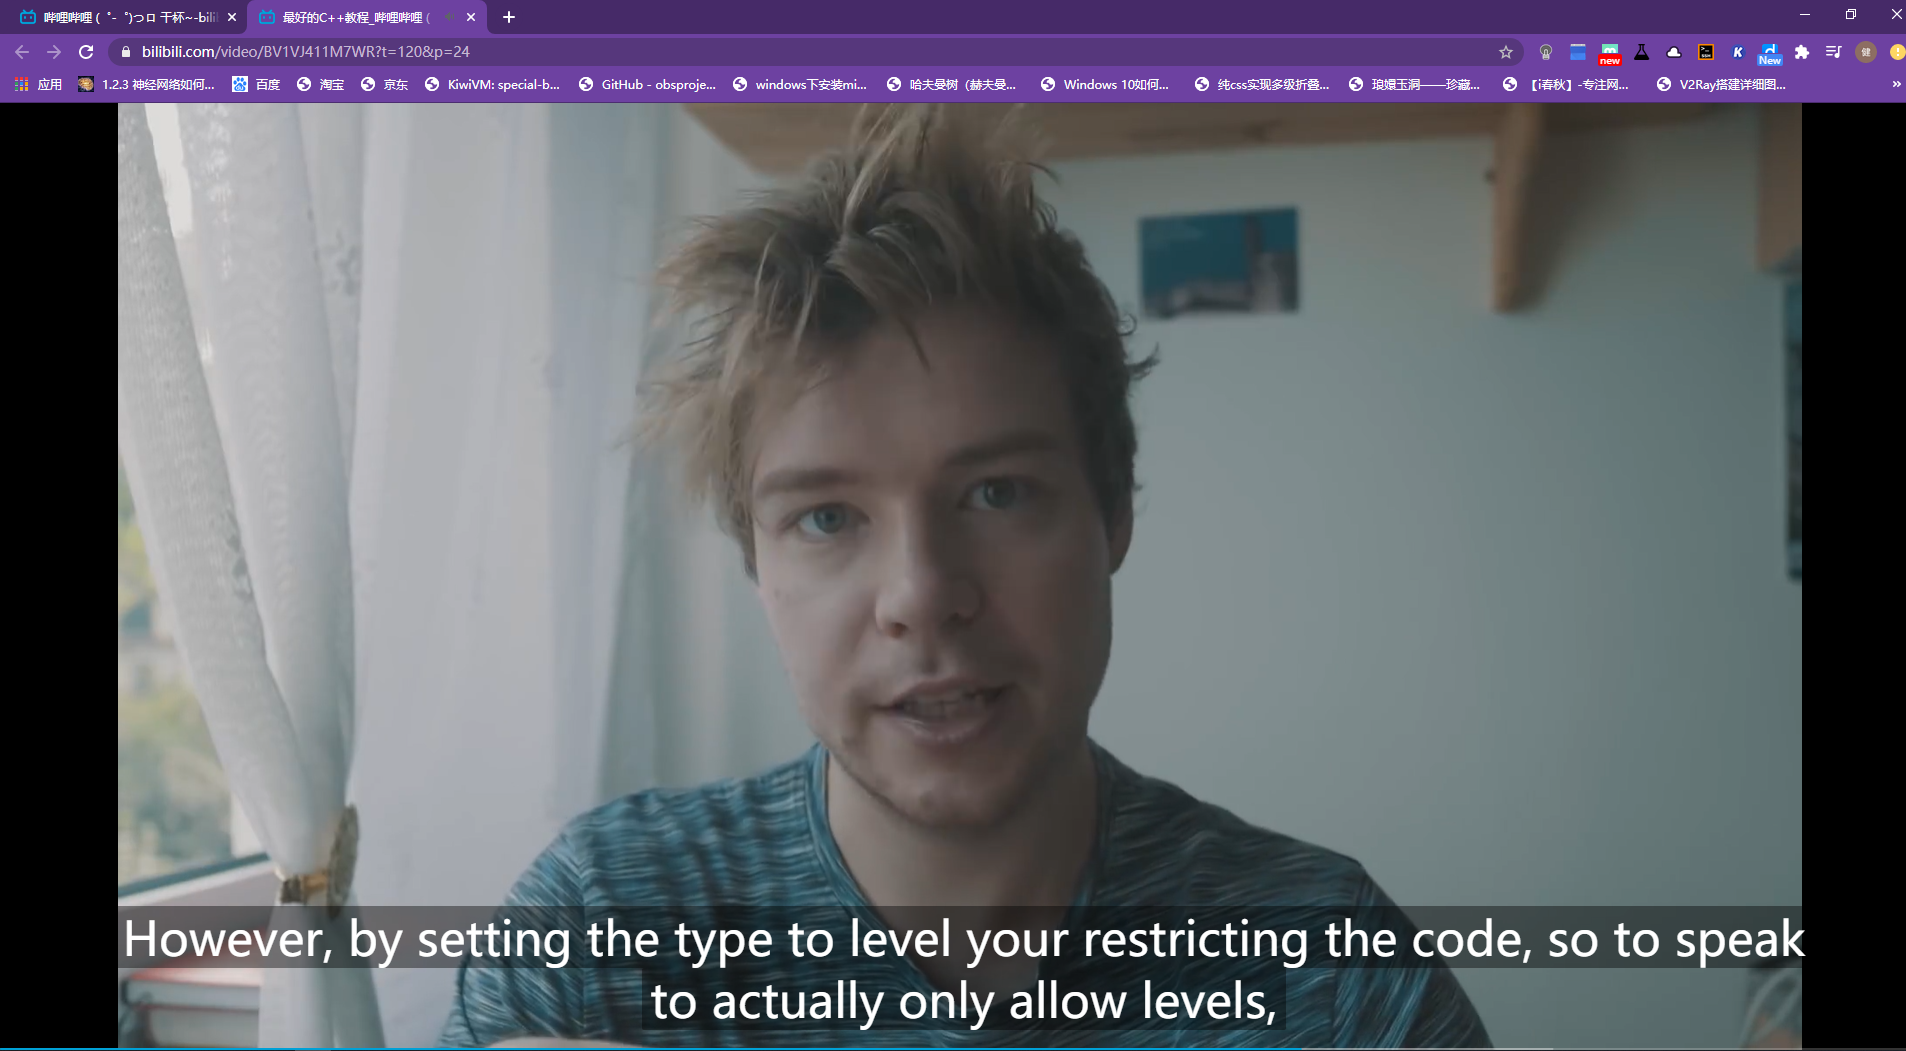 哔哩哔哩 (゜-゜)つロ 干杯~-bili
最好的C++教程_哔哩哔哩 (
bilibili.com/video/BV1VJ411M7WR?t=120&p=24
new
New
健
应用
1.2.3 神经网络如何...
百度
淘宝
京东
KiwiVM: special-b...
GitHub - obsproje...
windows下安装mi...
哈夫曼树（赫夫曼...
Windows 10如何...
纯css实现多级折叠...
琅嬛玉洞——珍藏...
【i春秋】-专注网...
V2Ray搭建详细图...
»
However, by setting the type to level your restricting the code, so to speak
to actually only allow levels,